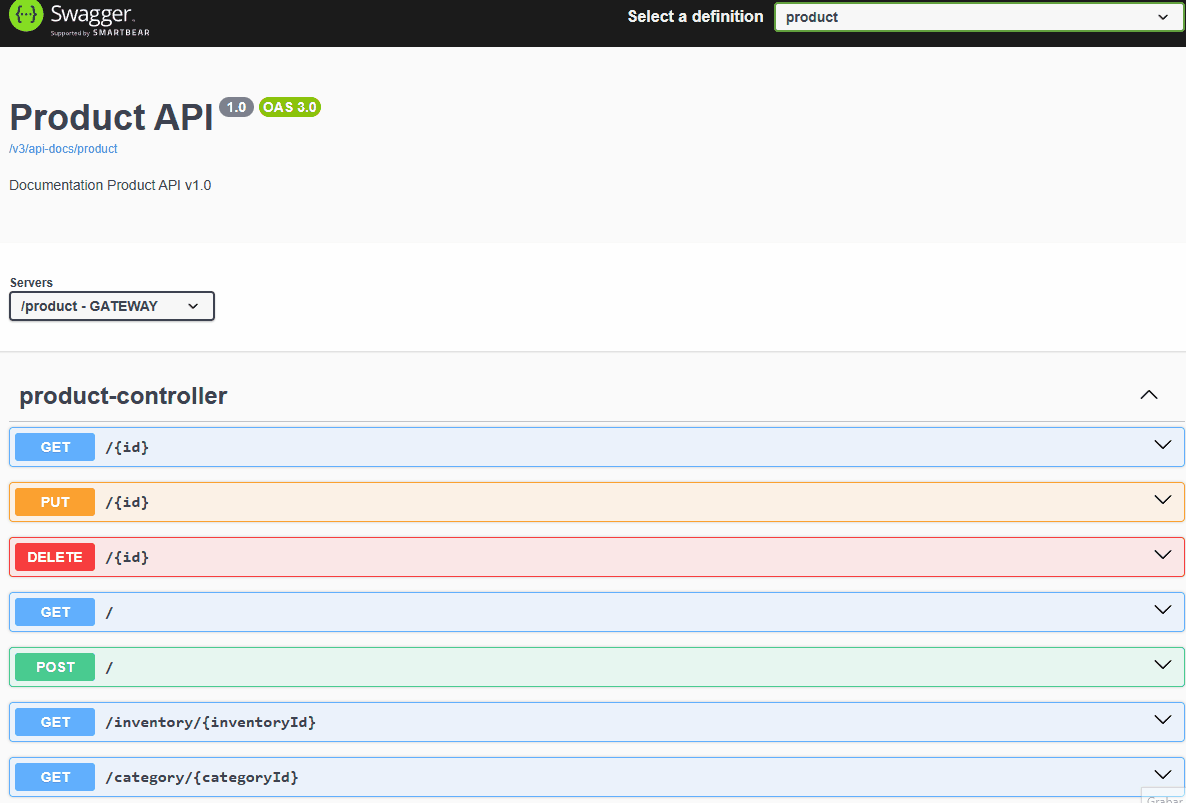 {···} Swagger
Supported by SMARTBEAR
Select a definition
product
Product API 1.0 OAS 3.0
/v3/api-docs/product
Documentation Product API v1.0
Servers
/product - GATEWAY
product-controller
GET /{id}
PUT /{id}
DELETE /{id}
GET /
POST /
GET /inventory/{inventoryId}
GET /category/{categoryId}
Grabar